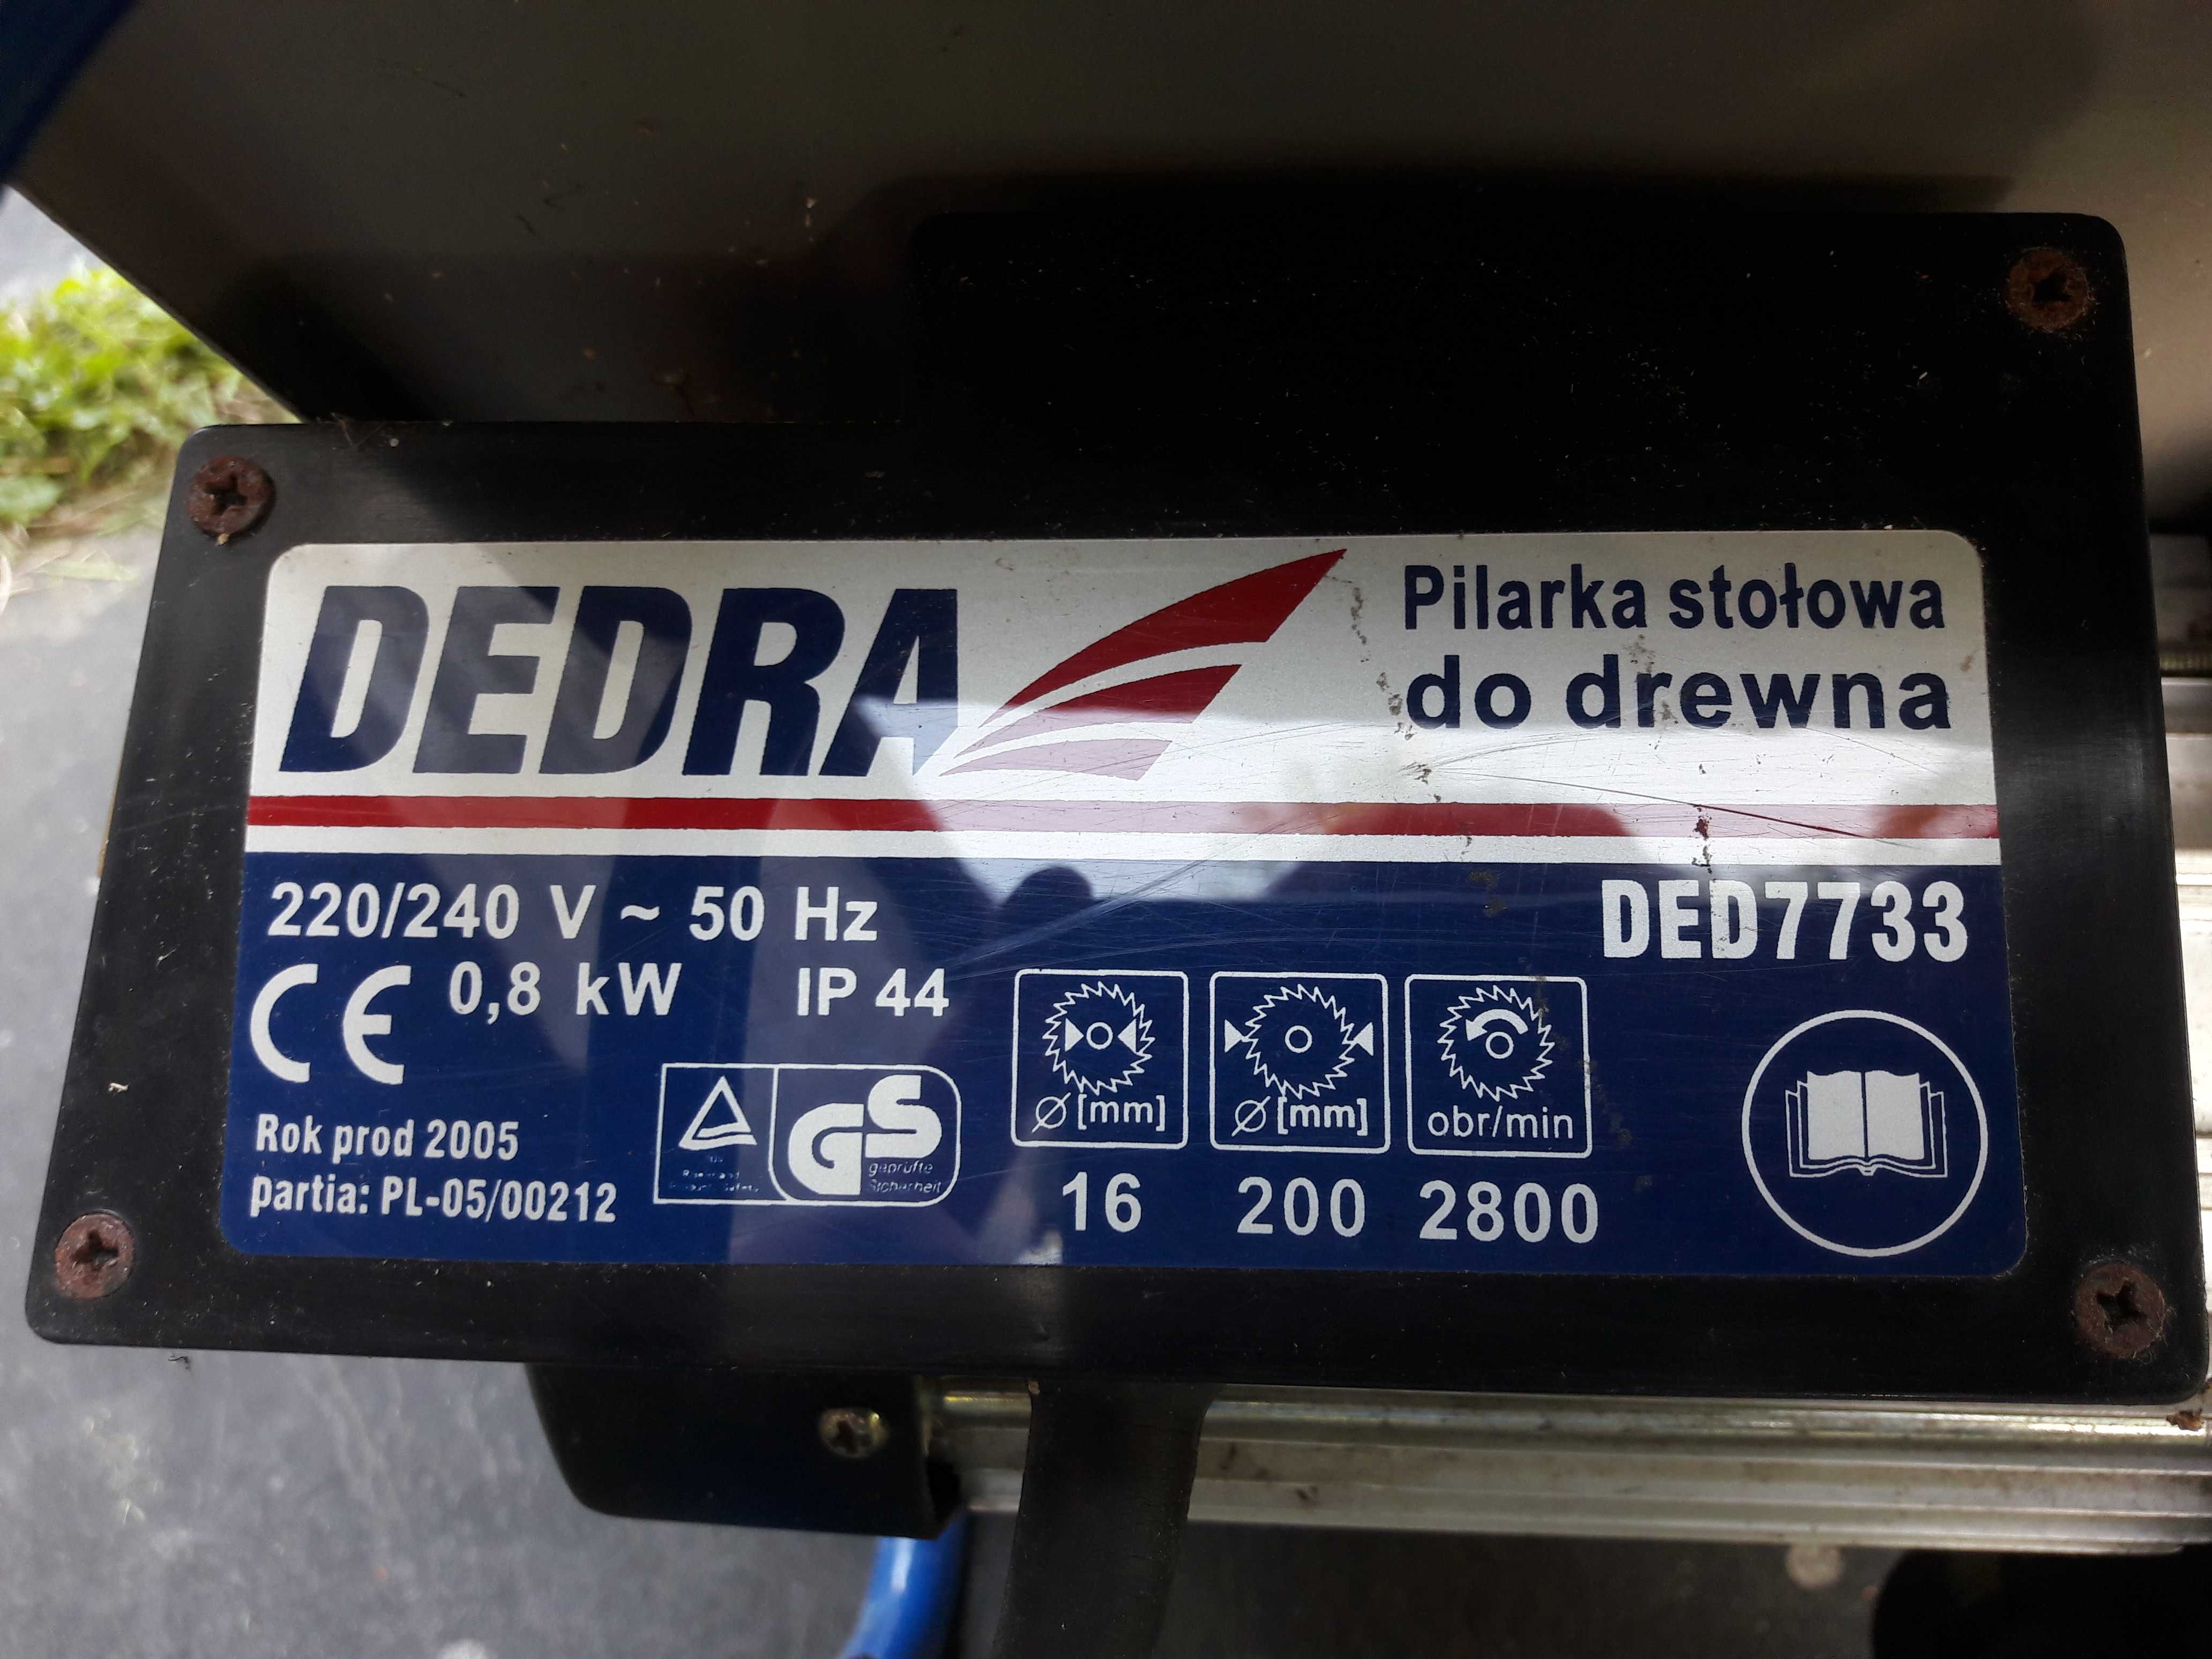 DEDRA
Pilarka stołowa
do drewna
220/240 V ~ 50 Hz
DED7733
CE 0,8 kW IP 44
Rok prod 2005
partia: PL-05/00212
GS
geprüfte
Sicherheit
Ø [mm]
16
Ø [mm]
200
obr/min
2800